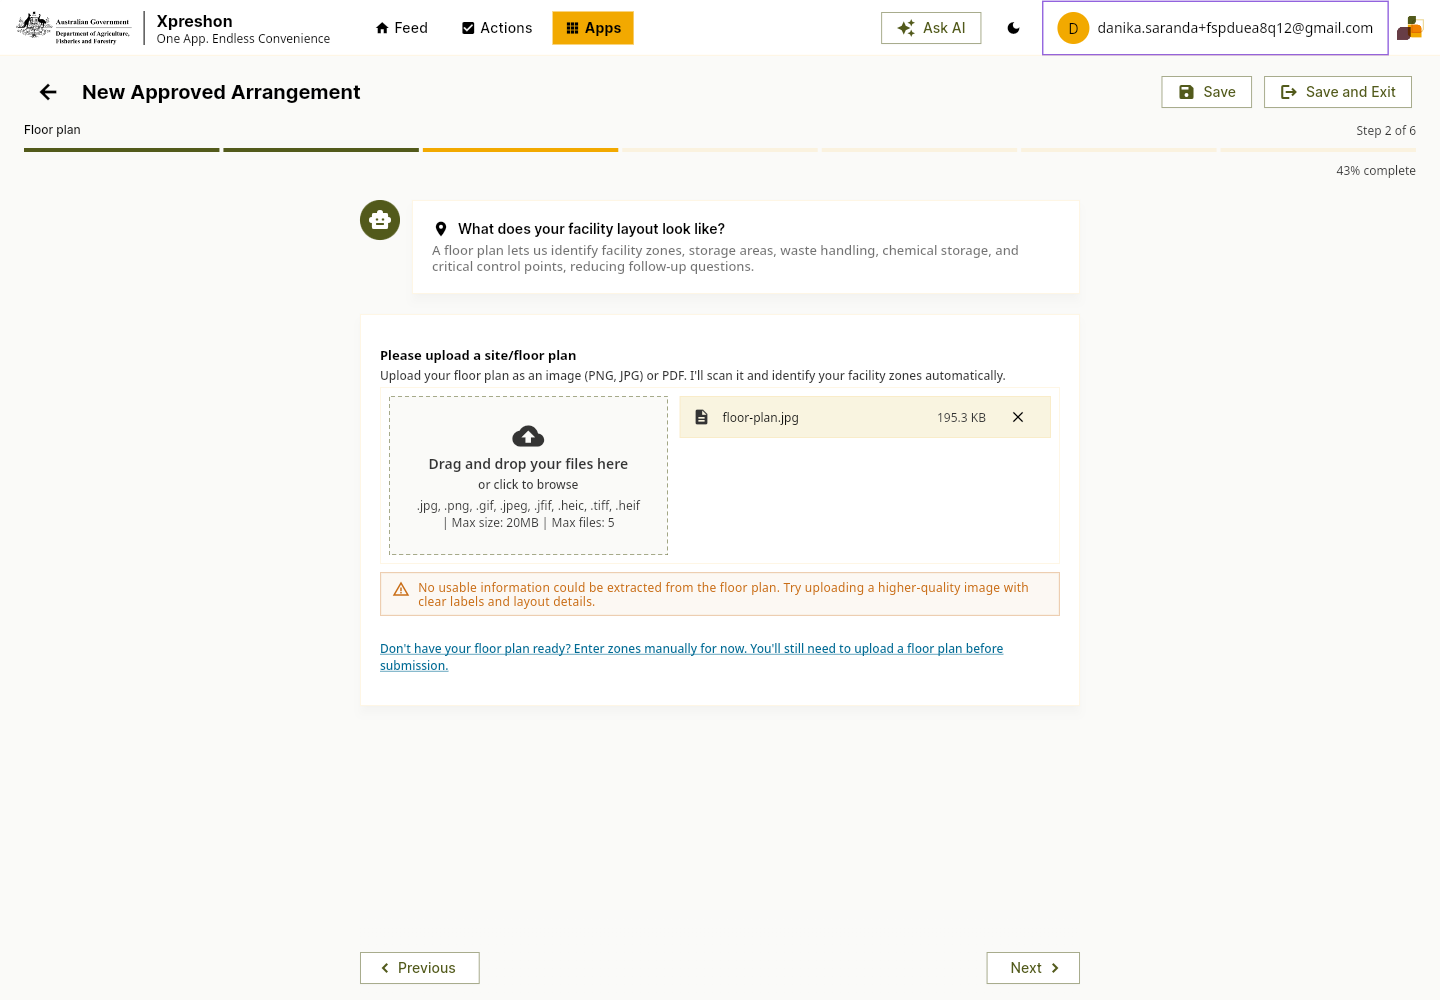 Australian Government
Department of Agriculture,
Fisheries and Forestry
Xpreshon
One App. Endless Convenience
Feed
Actions
Apps
Ask AI
D
danika.saranda+fspduea8q12@gmail.com
New Approved Arrangement
Save
Save and Exit
Floor plan
Step 2 of 6
43% complete
What does your facility layout look like?
A floor plan lets us identify facility zones, storage areas, waste handling, chemical storage, and
critical control points, reducing follow-up questions.
Please upload a site/floor plan
Upload your floor plan as an image (PNG, JPG) or PDF. I'll scan it and identify your facility zones automatically.
Drag and drop your files here
or click to browse
.jpg, .png, .gif, .jpeg, .jfif, .heic, .tiff, .heif
| Max size: 20MB | Max files: 5
floor-plan.jpg
195.3 KB
No usable information could be extracted from the floor plan. Try uploading a higher-quality image with
clear labels and layout details.
Don't have your floor plan ready? Enter zones manually for now. You'll still need to upload a floor plan before
submission.
Previous
Next